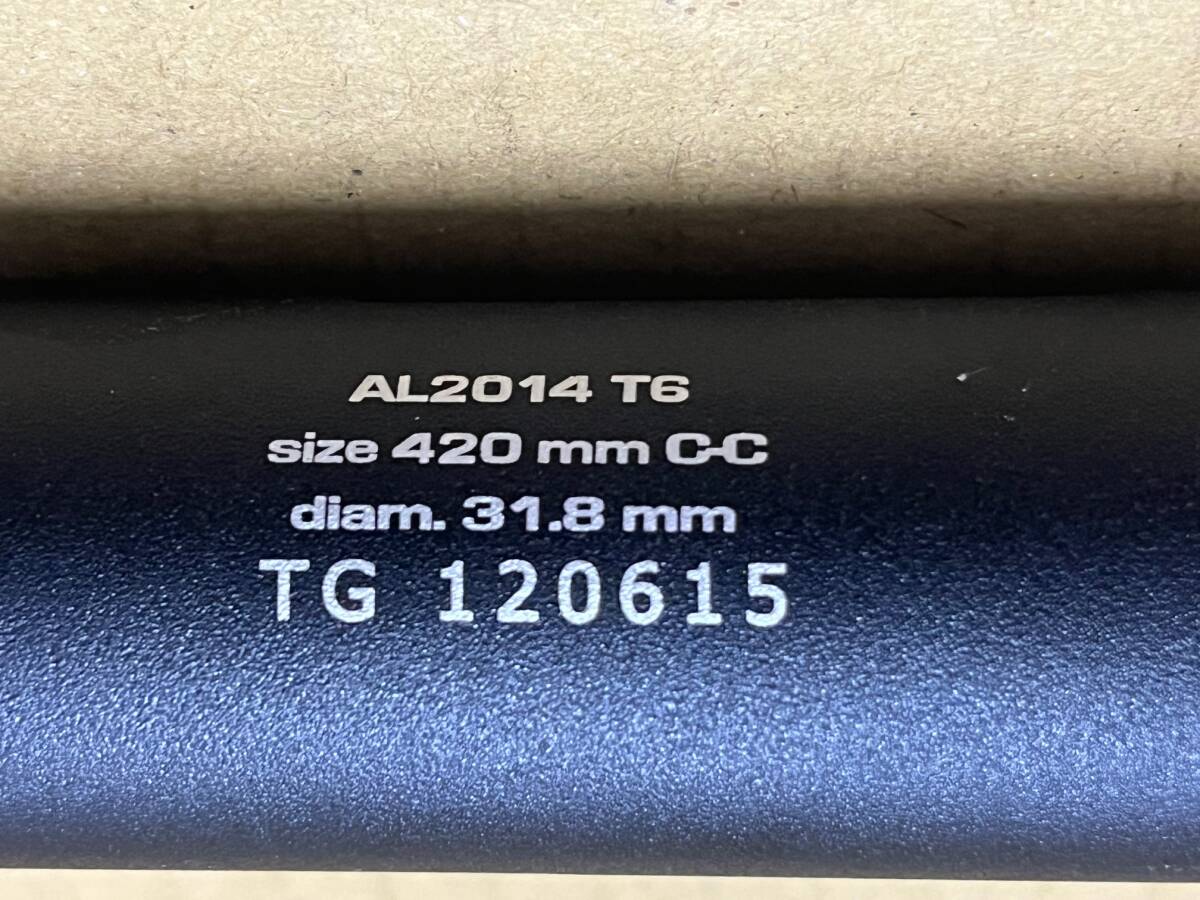 AL2014 T6
size 420 mm C-C
diam. 31.8 mm
TG 120615